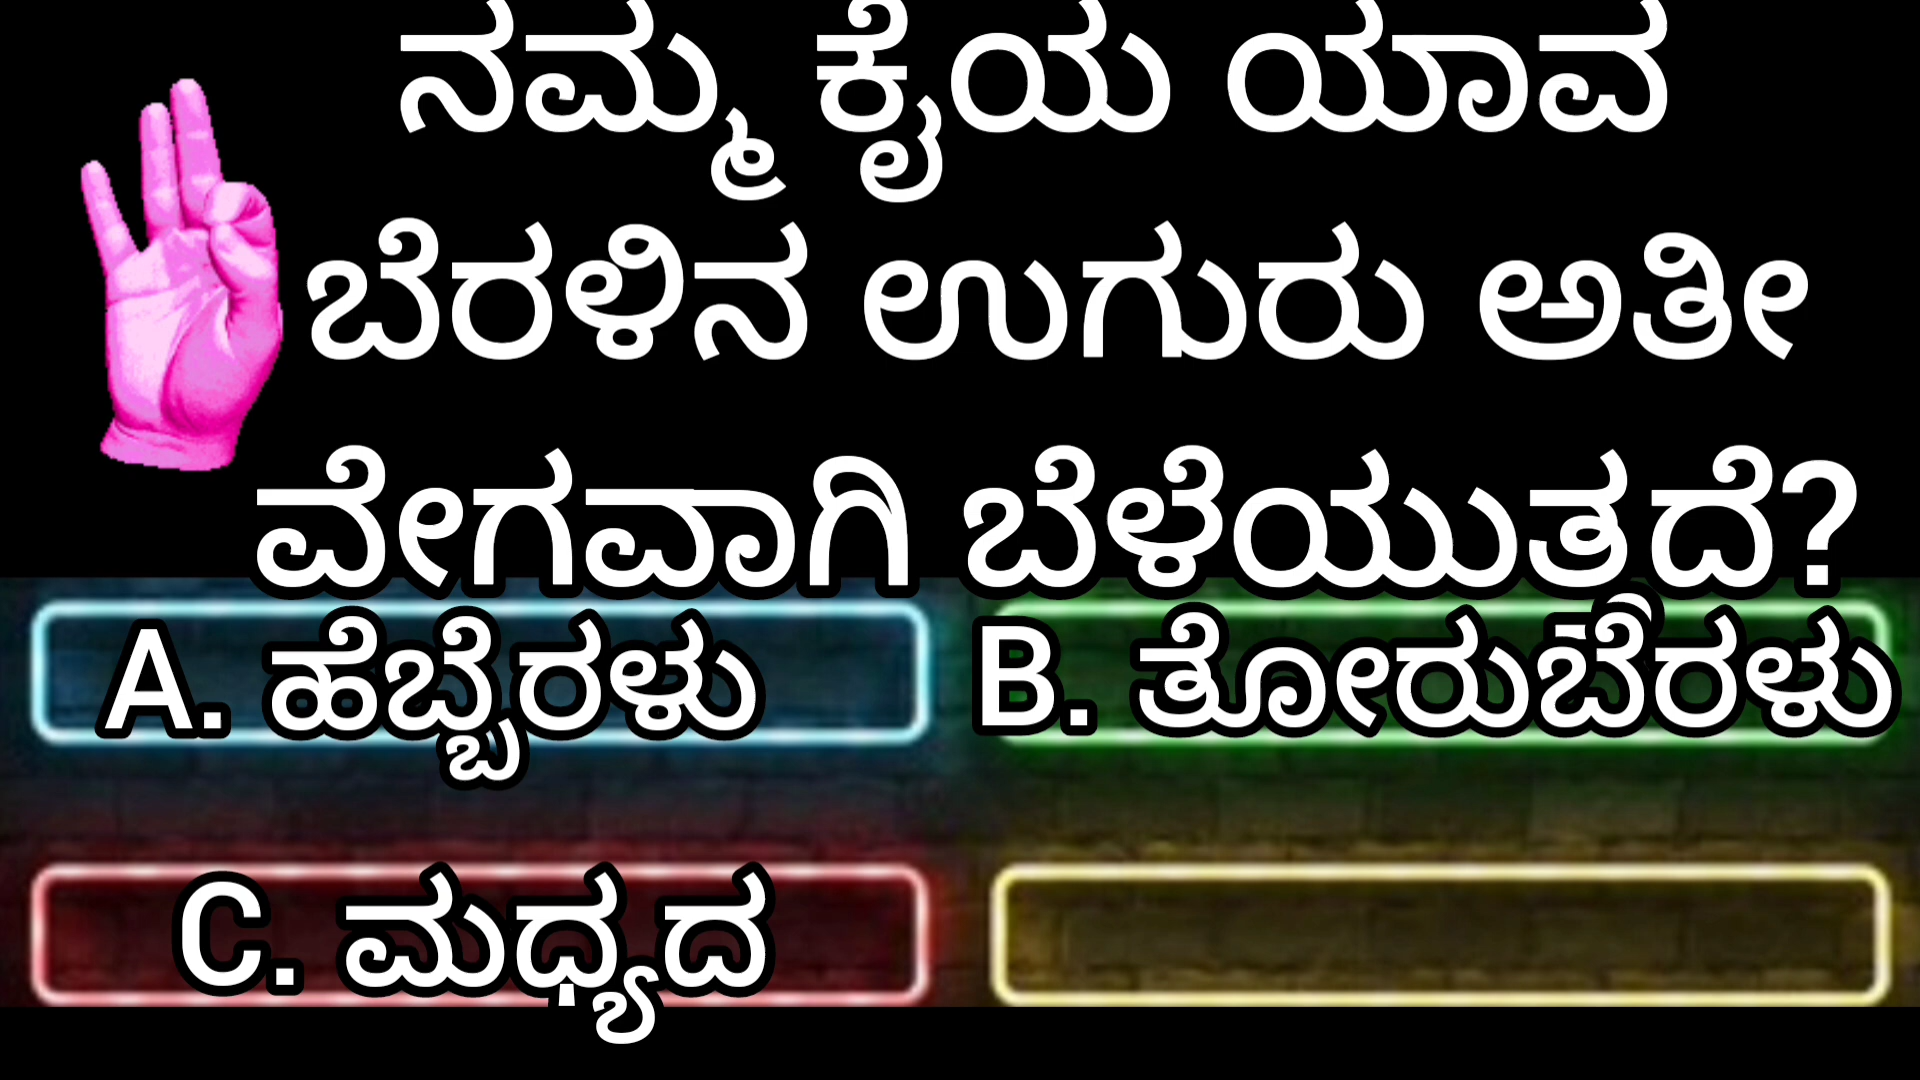 ನಮ್ಮ ಕೈಯ ಯಾವ
ಬೆರಳಿನ ಉಗುರು ಅತೀ
ವೇಗವಾಗಿ ಬೆಳೆಯುತ್ತದೆ?
A. ಹೆಬ್ಬೆರಳು
B. ತೋರುಬೆರಳು
C. ಮಧ್ಯದ